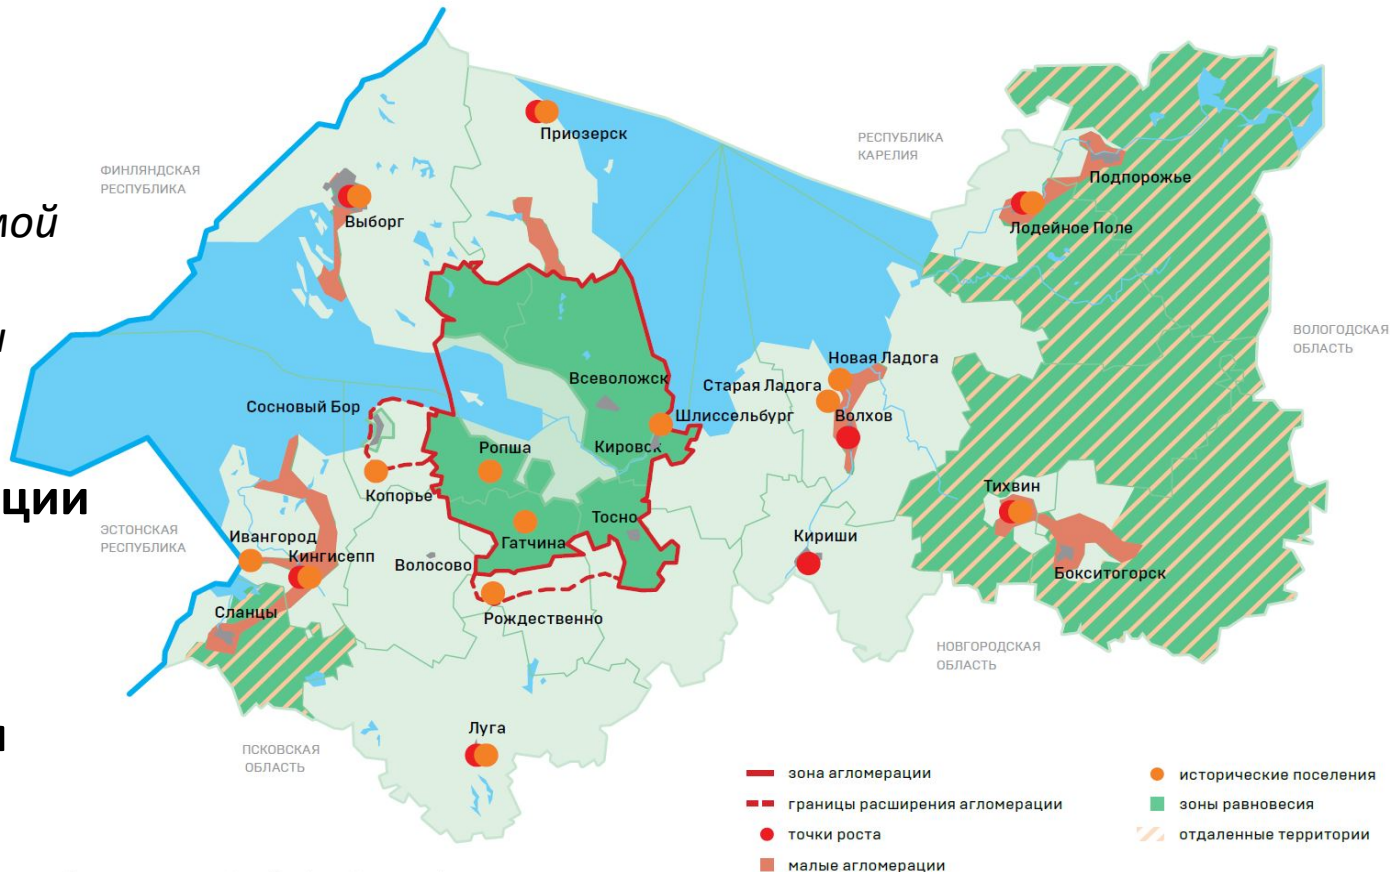 Приозерск
РЕСПУБЛИКА
КАРЕЛИЯ
ФИНЛЯНДСКАЯ
РЕСПУБЛИКА
Подпорожье
Выборг
Лодейное Поле
ВОЛОГОДСКАЯ
ОБЛАСТЬ
Новая Ладога
Всеволожск
Старая Ладога
Сосновый Бор
Шлиссельбург
Волхов
Ропша
Кировск
Копорье
Тихвин
Тосно
ЭСТОНСКАЯ
РЕСПУБЛИКА
Ивангород
Кингисепп
Гатчина
Кириши
Волосово
Бокситогорск
Сланцы
Рождественно
НОВГОРОДСКАЯ
ОБЛАСТЬ
Луга
ПСКОВСКАЯ
ОБЛАСТЬ
зона агломерации
границы расширения агломерации
точки роста
малые агломерации
исторические поселения
зоны равновесия
отдаленные территории